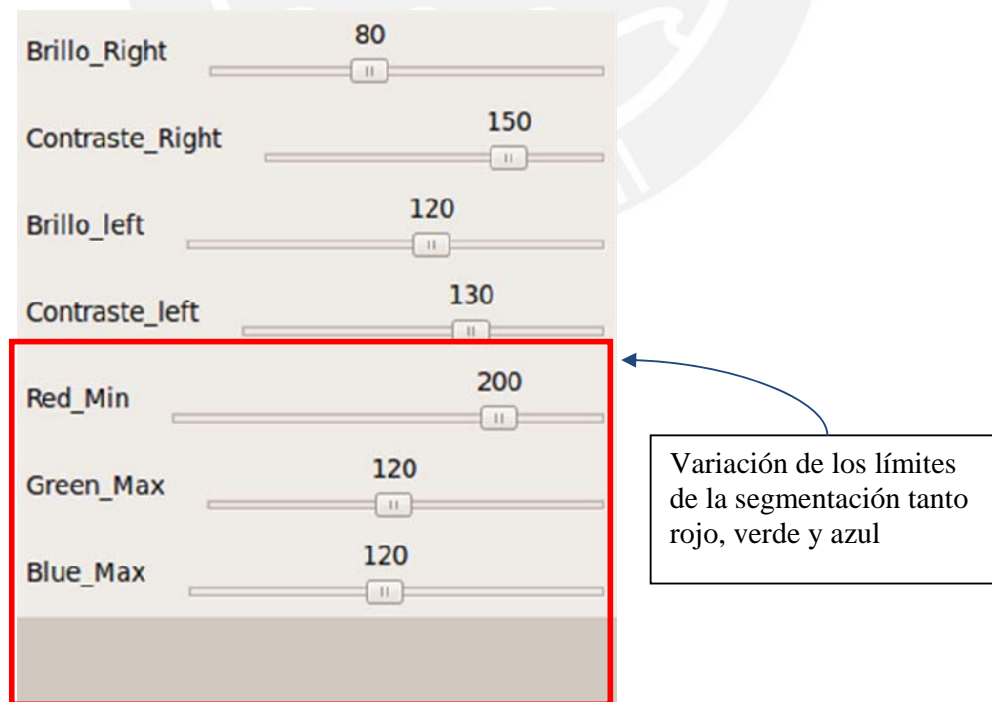 80
Brillo_Right
150
Contraste_Right
120
Brillo_left
130
Contraste_left
200
Red_Min
120
Green_Max
120
Blue_Max
Variación de los límites
de la segmentación tanto
rojo, verde y azul